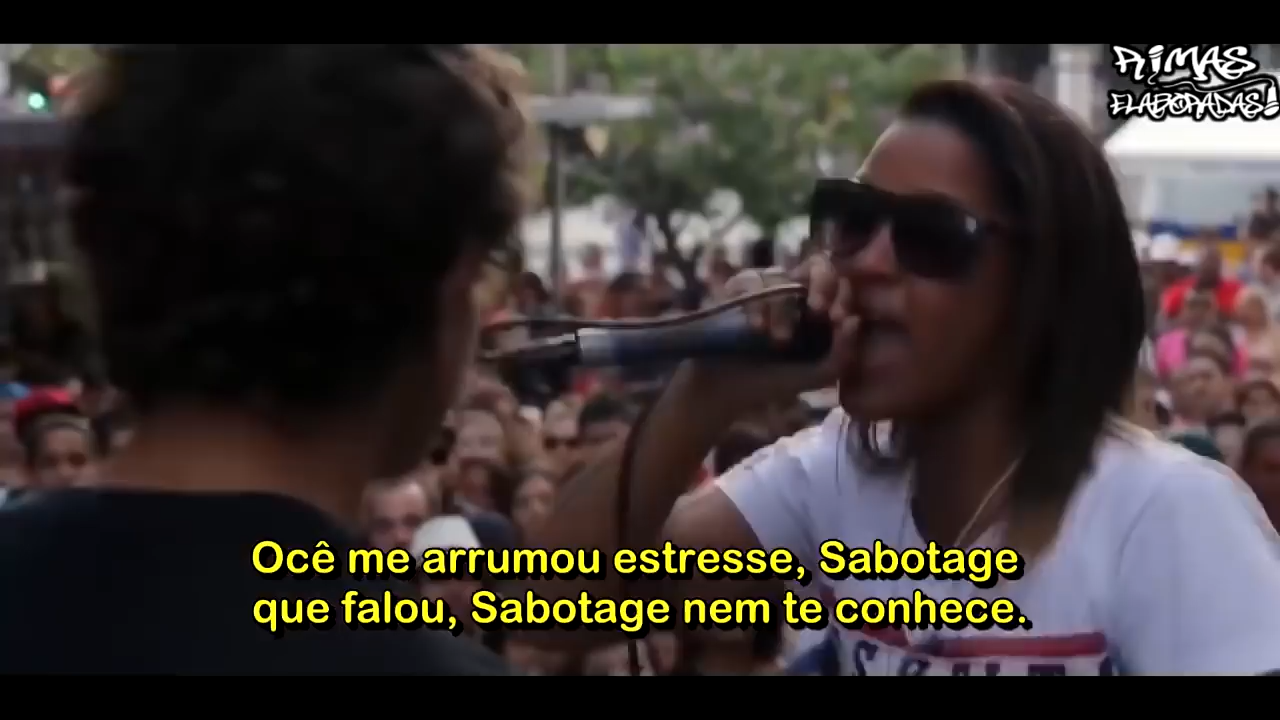 RIMAS
ELABORADAS!
Ocê me arrumou estresse, Sabotage
que falou, Sabotage nem te conhece.